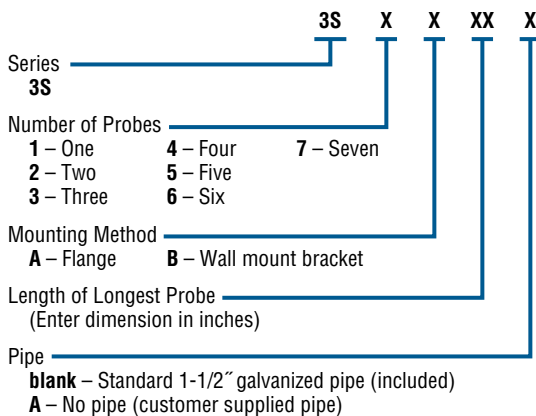 3S X X XX X
Series
3S
Number of Probes
1 – One 4 – Four 7 – Seven
2 – Two 5 – Five
3 – Three 6 – Six
Mounting Method
A – Flange B – Wall mount bracket
Length of Longest Probe
(Enter dimension in inches)
Pipe
blank – Standard 1-1/2˝ galvanized pipe (included)
A – No pipe (customer supplied pipe)